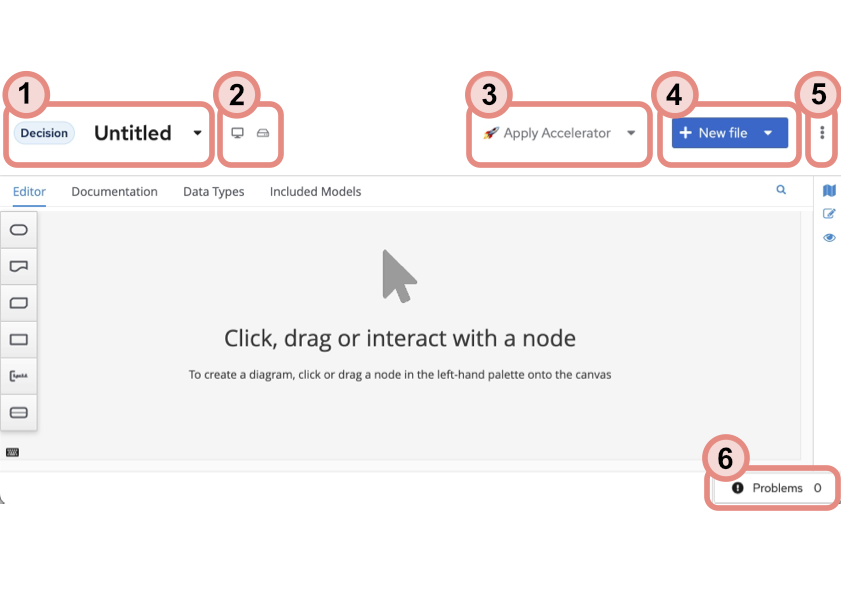 1
2
3
4
5
Decision
Untitled
Apply Accelerator
New file
Editor
Documentation
Data Types
Included Models
Click, drag or interact with a node
To create a diagram, click or drag a node in the left-hand palette onto the canvas
6
Problems 0